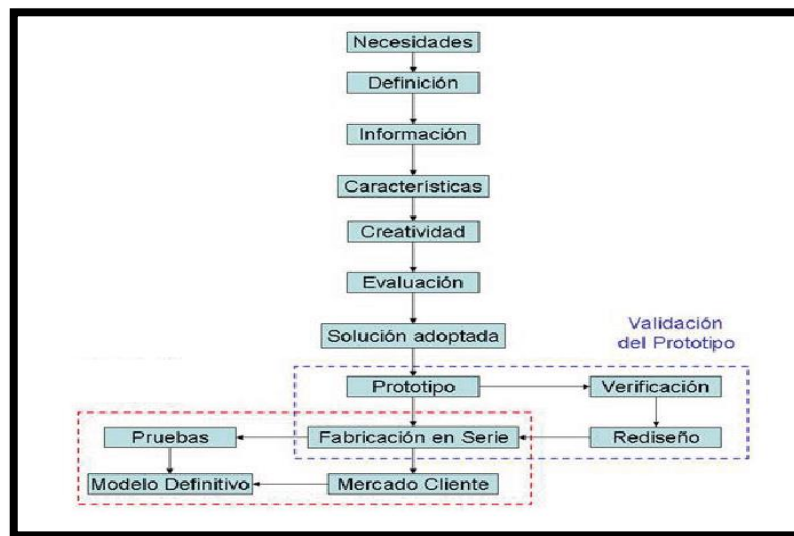 Necesidades
Definición
Información
Características
Creatividad
Evaluación
Solución adoptada
Validación
del Prototipo
Prototipo
Verificación
Pruebas
Fabricación en Serie
Rediseño
Modelo Definitivo
Mercado Cliente